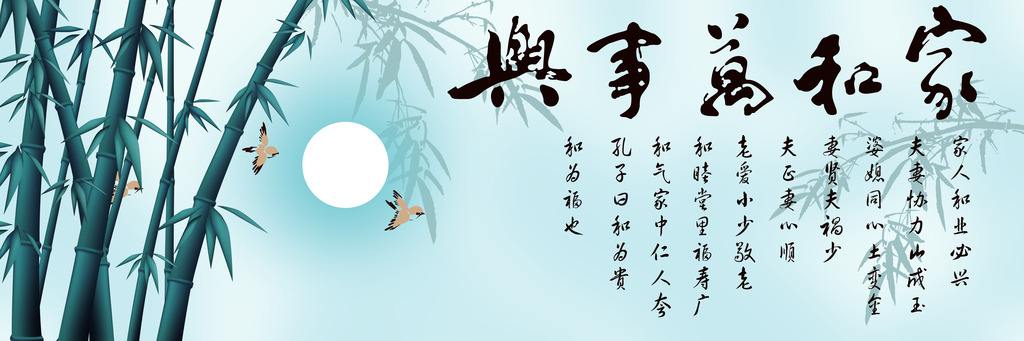 家和萬事興
家人和业必兴
夫妻协力山成玉
婆媳同心土变金
妻贤夫祸少
夫正妻心顺
老爱小少敬老
和睦堂里福寿广
和气家中仁人夸
孔子曰和为贵
和为福也